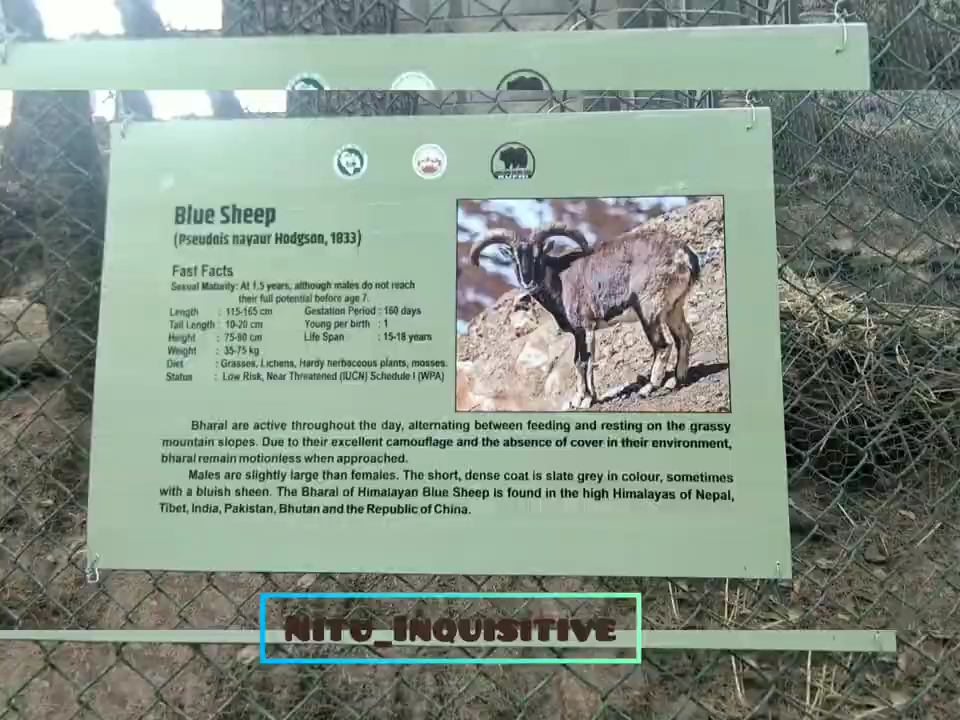 Blue Sheep
(Pseudois nayaur Hodgson, 1833)
Fast Facts
Sexual Maturity: At 1.5 years, although males do not reach
their full potential before age 7.
Length : 115-165 cm Gestation Period : 160 days
Tail Length : 10-20 cm Young per birth : 1
Height : 75-90 cm Life Span : 15-18 years
Weight : 35-75 kg
Diet : Grasses, Lichens, Hardy herbaceous plants, mosses.
Status : Low Risk, Near Threatened (IUCN) Schedule I (WPA)
Bharal are active throughout the day, alternating between feeding and resting on the grassy
mountain slopes. Due to their excellent camouflage and the absence of cover in their environment,
bharal remain motionless when approached.
Males are slightly large than females. The short, dense coat is slate grey in colour, sometimes
with a bluish sheen. The Bharal of Himalayan Blue Sheep is found in the high Himalayas of Nepal,
Tibet, India, Pakistan, Bhutan and the Republic of China.
Nitu_Inquisitive